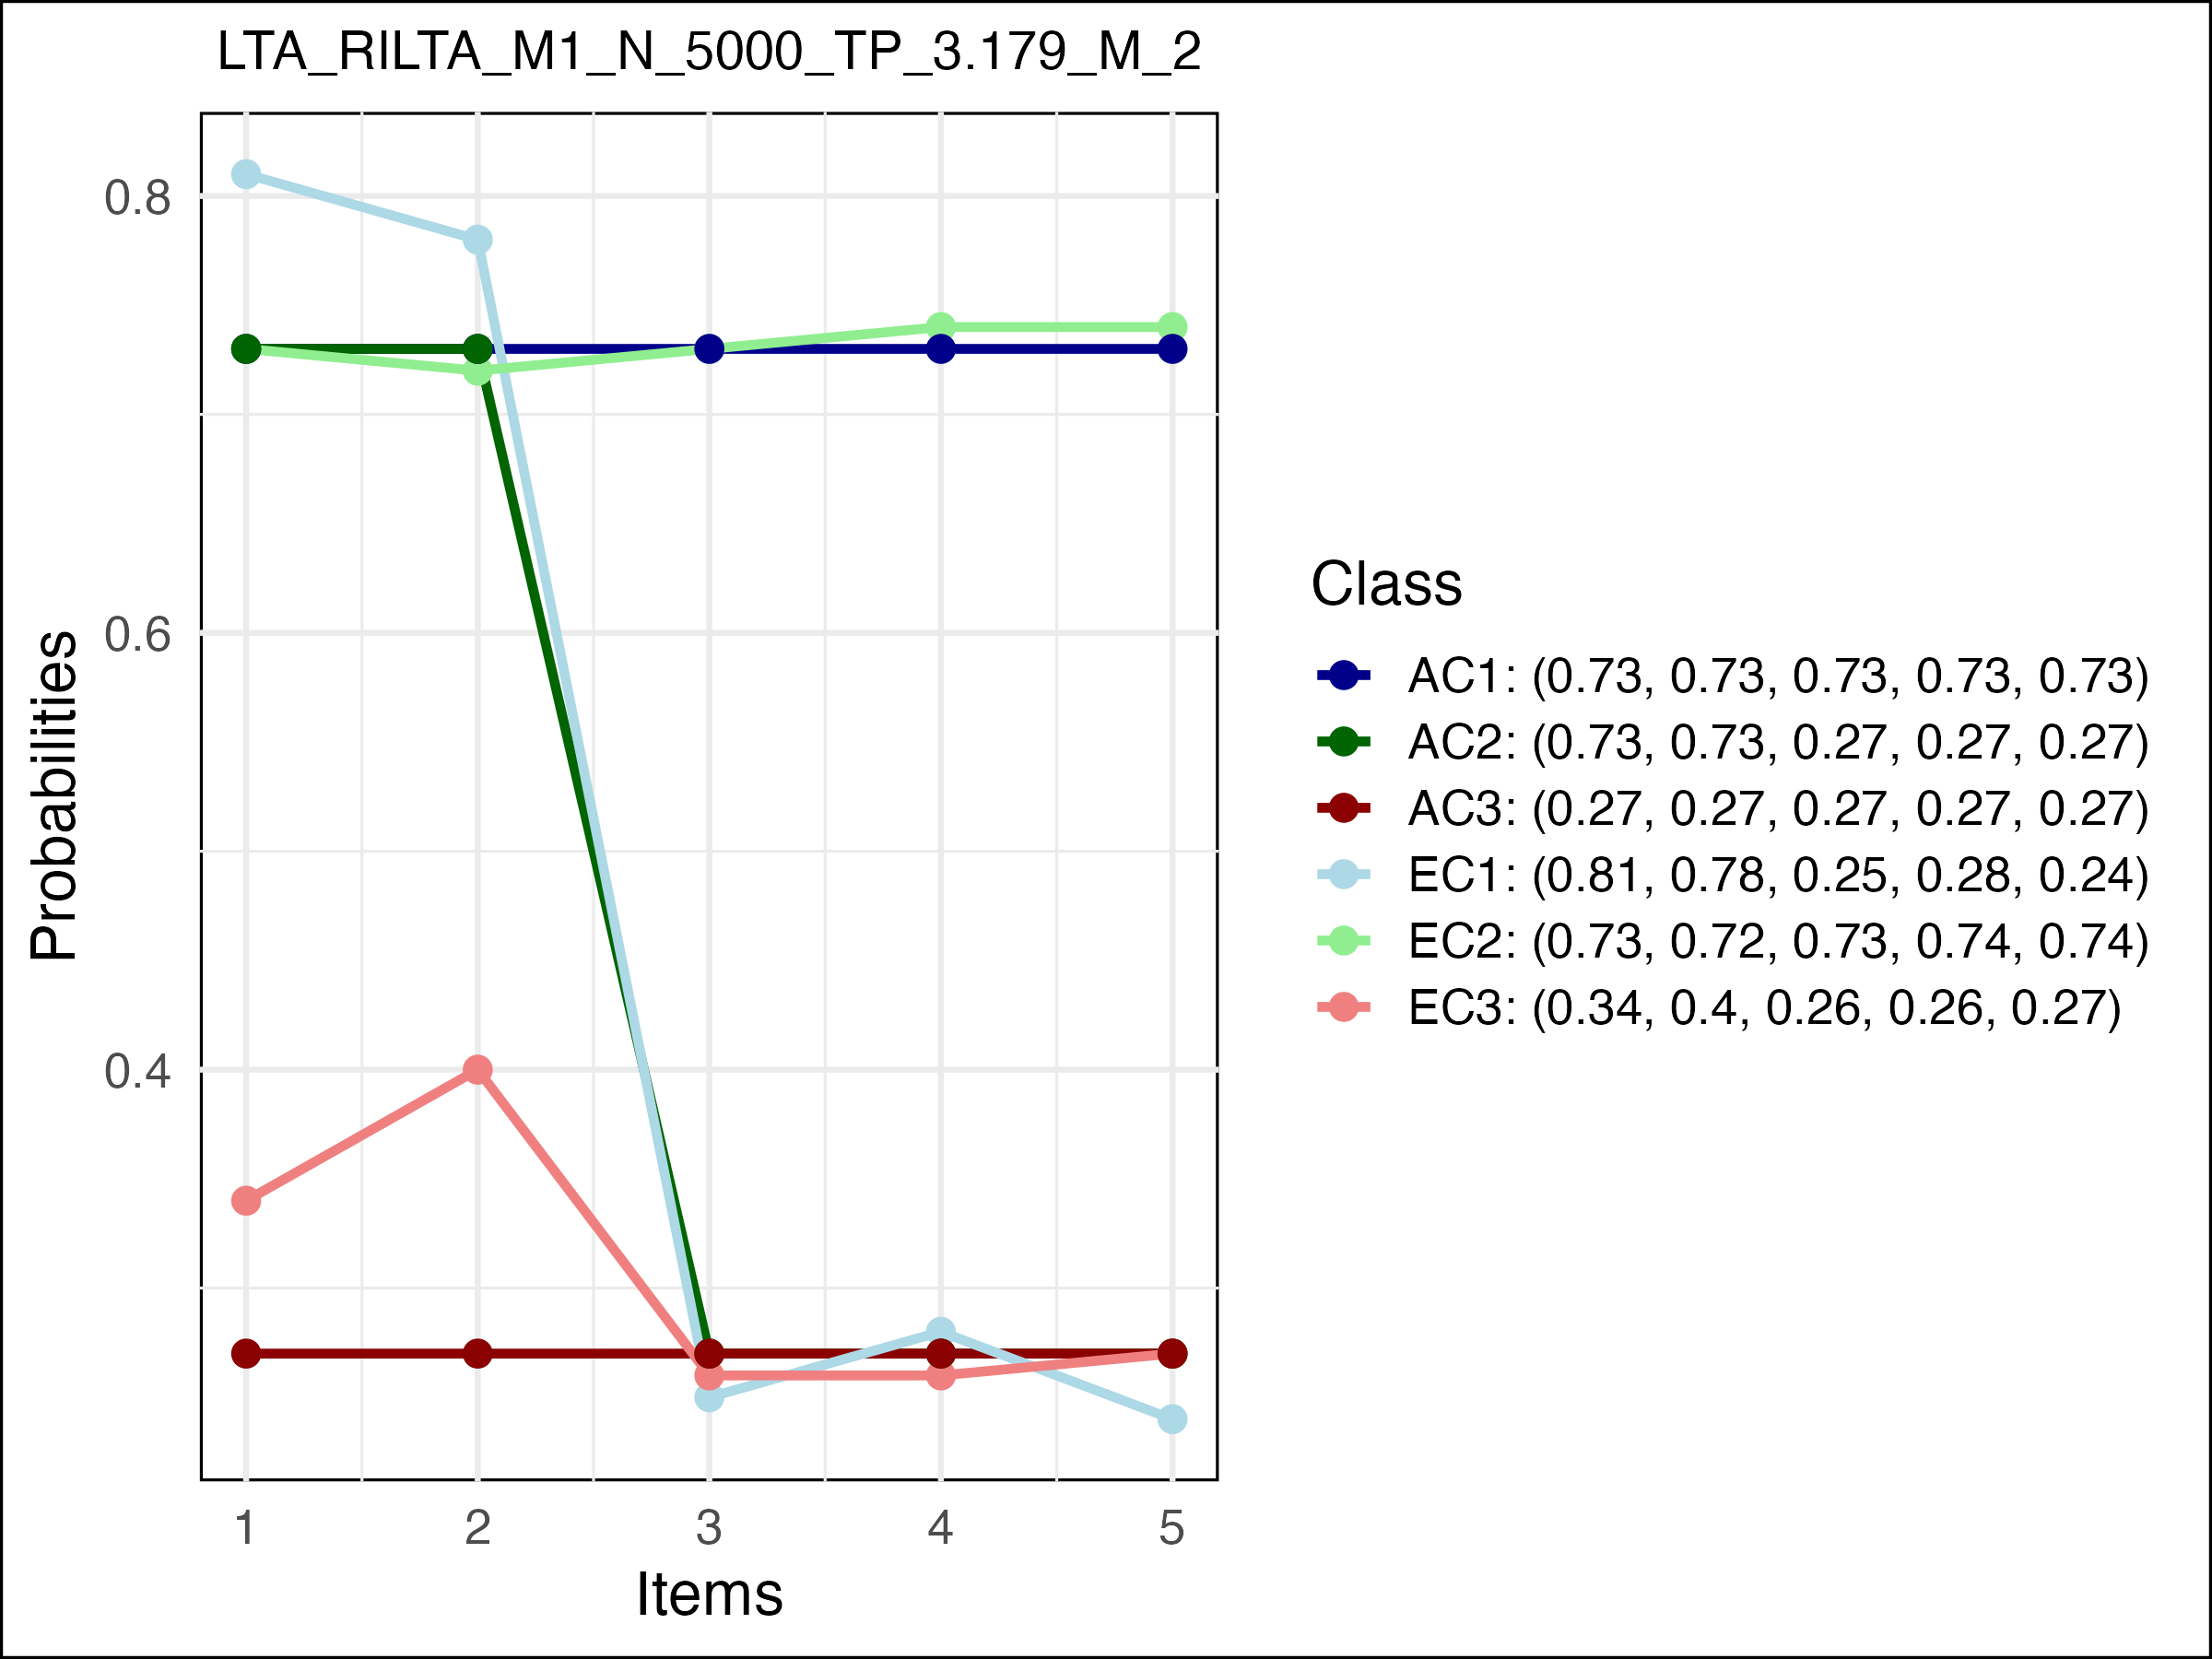 LTA_RILTA_M1_N_5000_TP_3.179_M_2
Probabilities
0.8
0.6
0.4
1 2 3 4 5
Items
Class
AC1: (0.73, 0.73, 0.73, 0.73, 0.73)
AC2: (0.73, 0.73, 0.27, 0.27, 0.27)
AC3: (0.27, 0.27, 0.27, 0.27, 0.27)
EC1: (0.81, 0.78, 0.25, 0.28, 0.24)
EC2: (0.73, 0.72, 0.73, 0.74, 0.74)
EC3: (0.34, 0.4, 0.26, 0.26, 0.27)